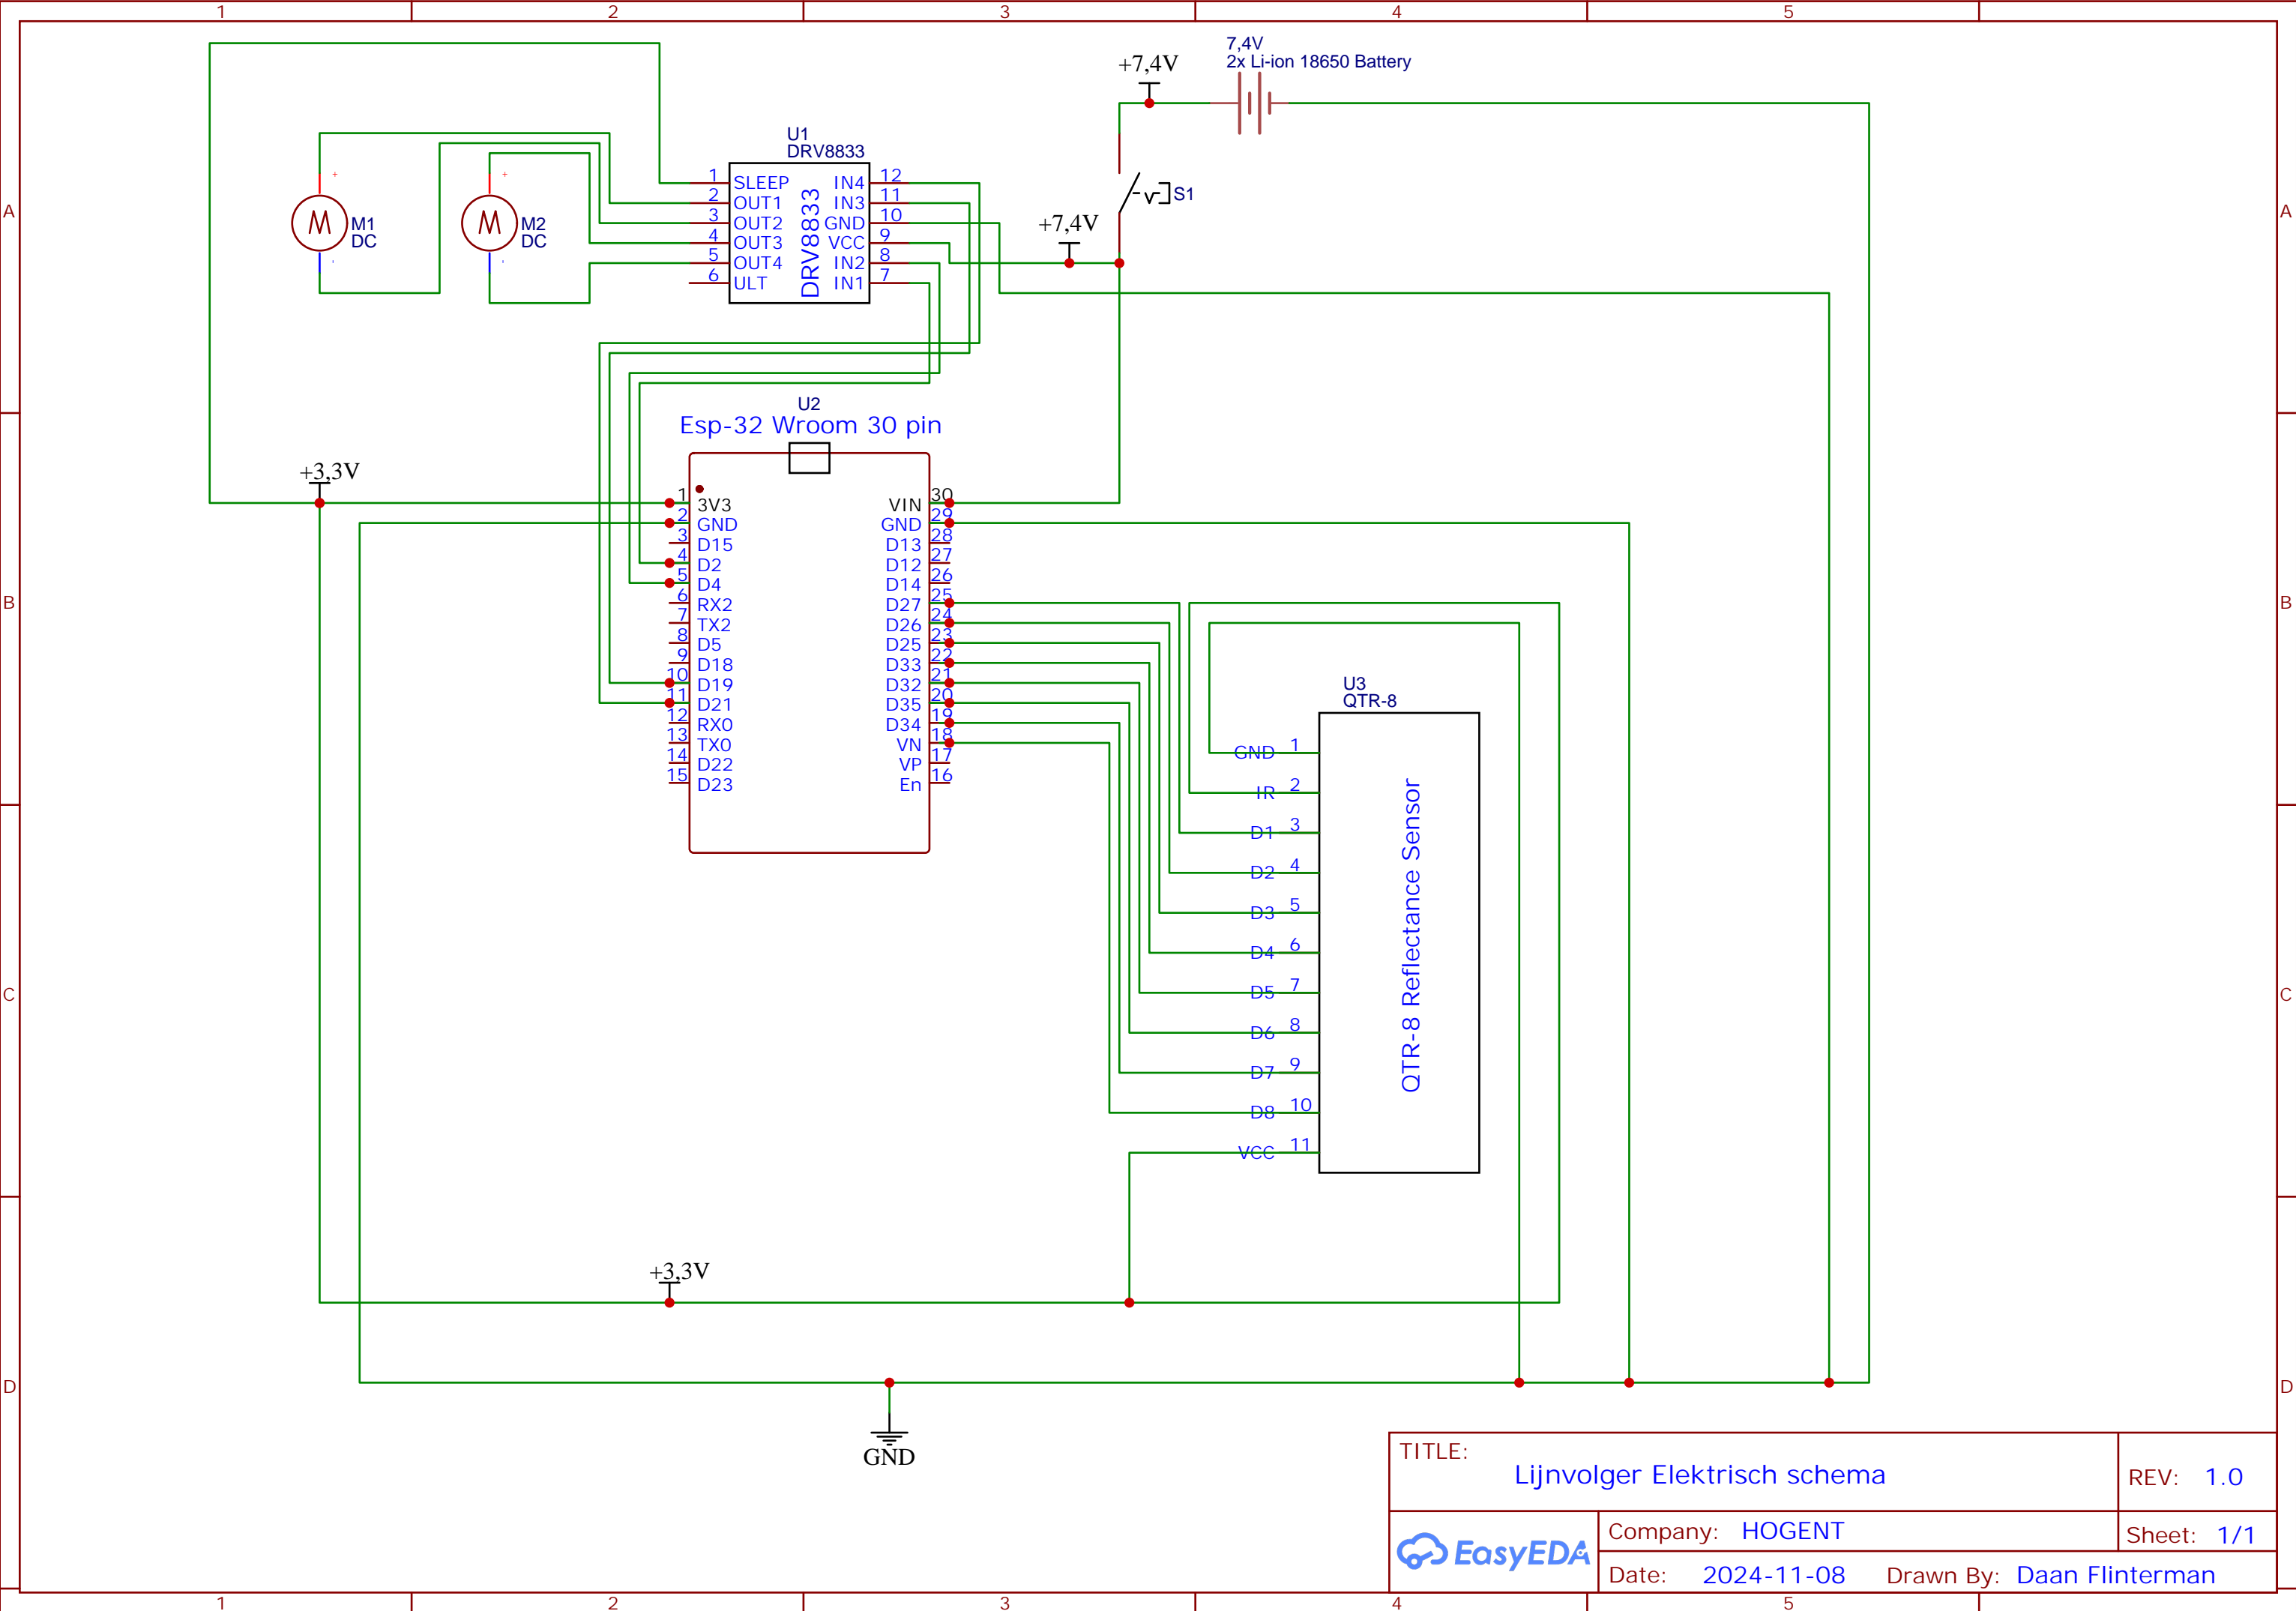 1 2 3 4 5
A
B
C
D
A
B
C
D
7,4V
2x Li-ion 18650 Battery
+7,4V
S1
+7,4V
U1
DRV8833
DRV8833
1 SLEEP
2 OUT1
3 OUT2
4 OUT3
5 OUT4
6 ULT
IN4 12
IN3 11
GND 10
VCC 9
IN2 8
IN1 7
+
M
M1
DC
-
+
M
M2
DC
-
U2
Esp-32 Wroom 30 pin
+3,3V
1 3V3
2 GND
3 D15
4 D2
5 D4
6 RX2
7 TX2
8 D5
9 D18
10 D19
11 D21
12 RX0
13 TX0
14 D22
15 D23
VIN 30
GND 29
D13 28
D12 27
D14 26
D27 25
D26 24
D25 23
D33 22
D32 21
D35 20
D34 19
VN 18
VP 17
En 16
U3
QTR-8
QTR-8 Reflectance Sensor
GND 1
IR 2
D1 3
D2 4
D3 5
D4 6
D5 7
D6 8
D7 9
D8 10
VCC 11
+3,3V
GND
TITLE:
Lijnvolger Elektrisch schema
REV: 1.0
EasyEDA
Company: HOGENT
Sheet: 1/1
Date: 2024-11-08 Drawn By: Daan Flinterman
1 2 3 4 5